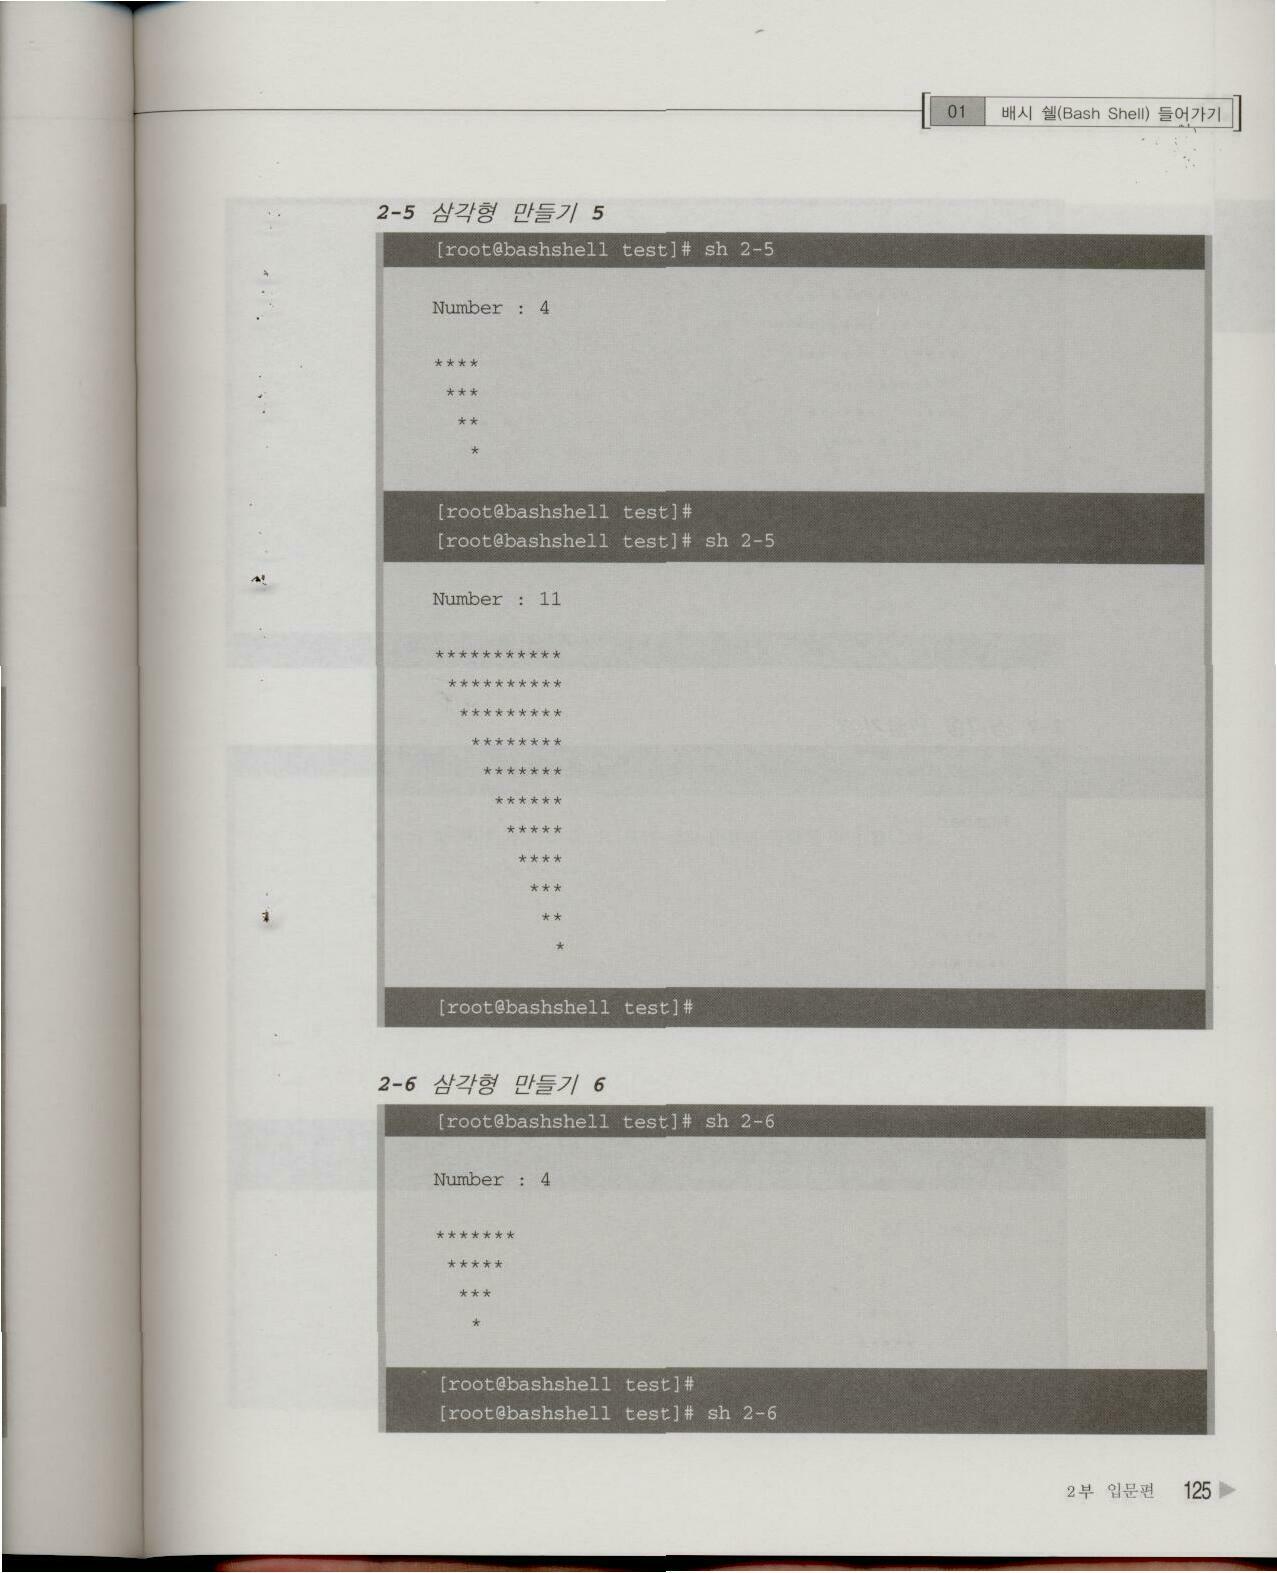 01 배시 쉘(Bash Shell) 들어가기
2-5 삼각형 만들기 5
[root@bashshell test]# sh 2-5
Number : 4
****
 ***
  **
   *
[root@bashshell test]#
[root@bashshell test]# sh 2-5
Number : 11
***********
 **********
  *********
   ********
    *******
     ******
      *****
       ****
        ***
         **
          *
[root@bashshell test]#
2-6 삼각형 만들기 6
[root@bashshell test]# sh 2-6
Number : 4
*******
 *****
  ***
   *
[root@bashshell test]#
[root@bashshell test]# sh 2-6
2부 입문편 125